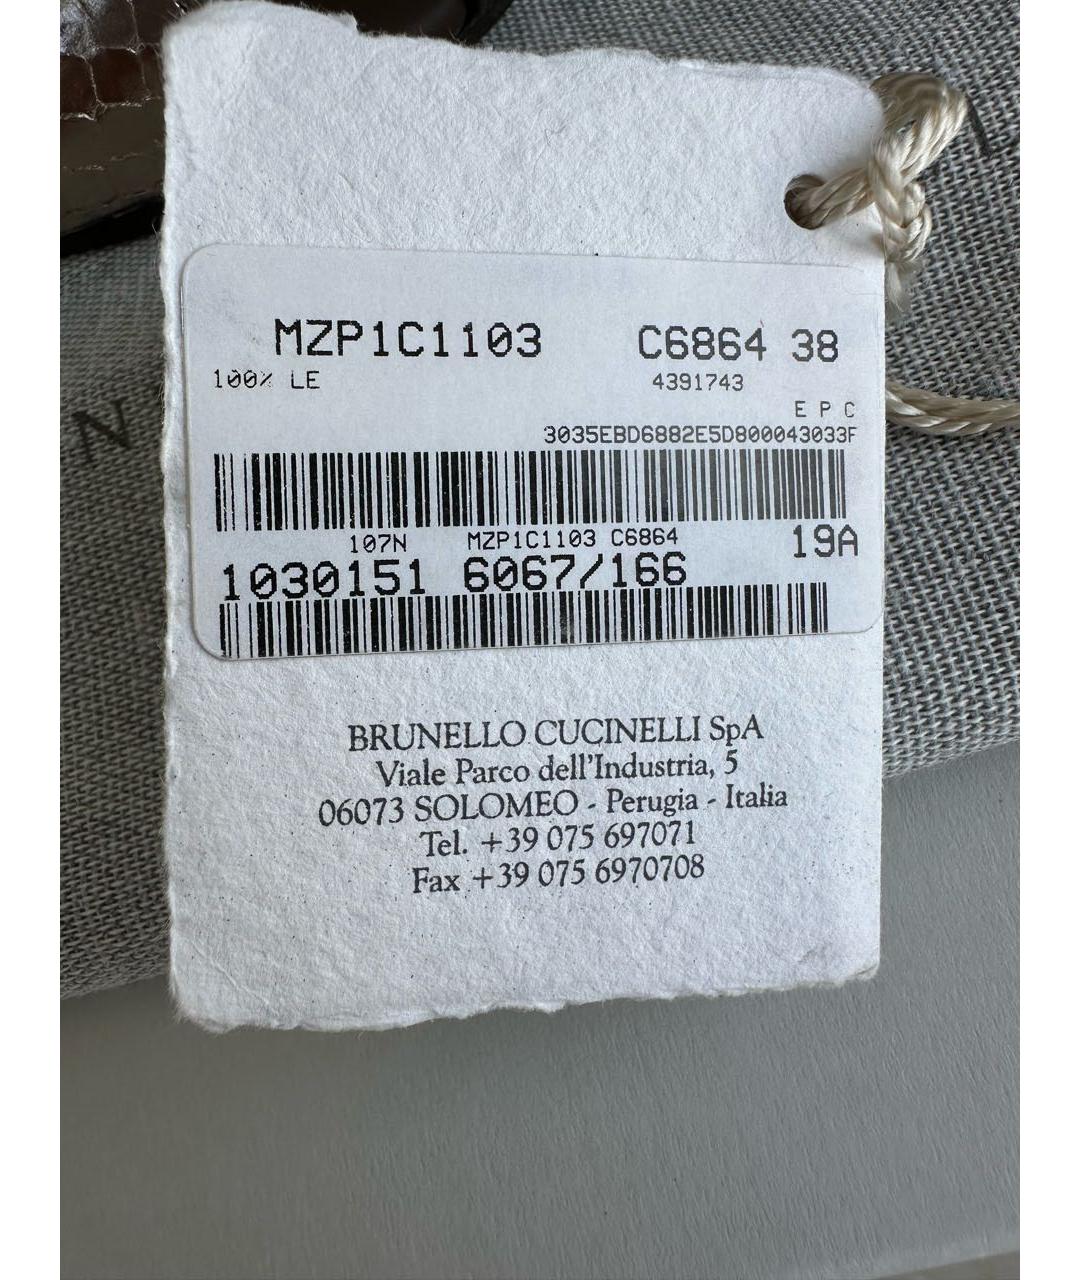 MZP1C1103 C6864 38
100% LE 4391743
E P C
3035EBD6882E5D800043033F
107N MZP1C1103 C6864 19A
1030151 6067/166
BRUNELLO CUCINELLI SpA
Viale Parco dell'Industria, 5
06073 SOLOMEO - Perugia - Italia
Tel. +39 075 697071
Fax +39 075 6970708
N